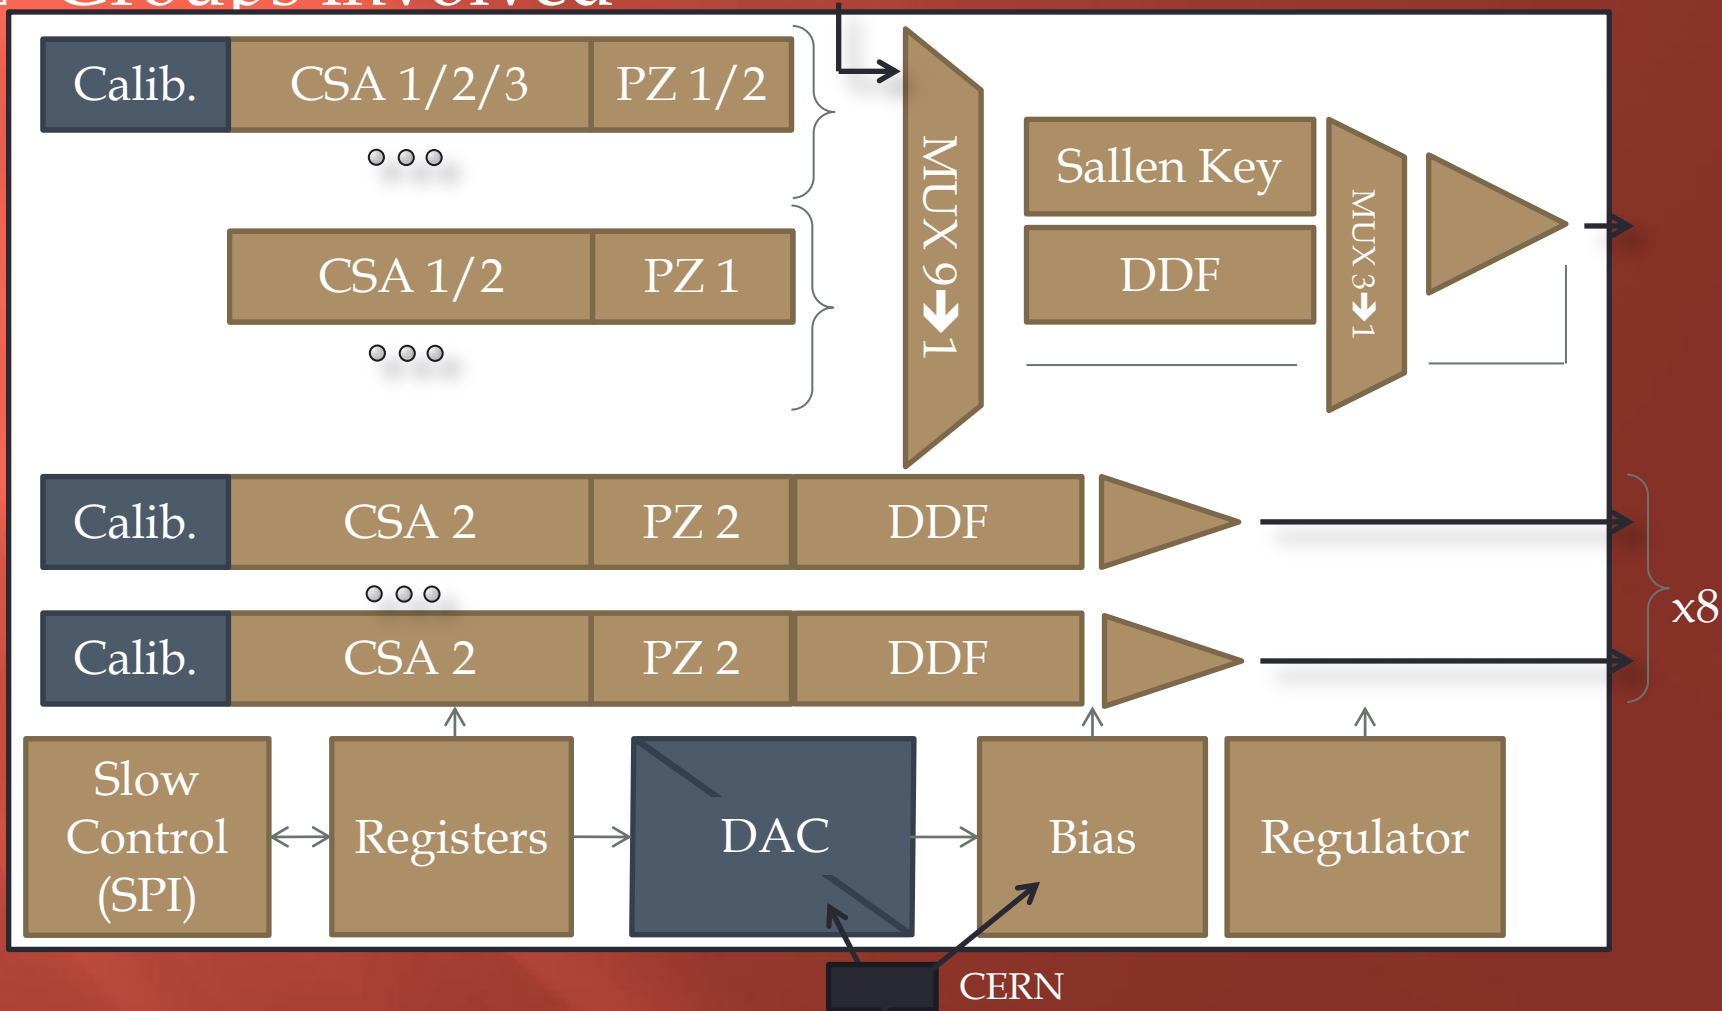 Groups involved
Calib.
CSA 1/2/3
PZ 1/2
CSA 1/2
PZ 1
MUX 9➔1
Sallen Key
DDF
MUX 3➔1
Calib.
CSA 2
PZ 2
DDF
Calib.
CSA 2
PZ 2
DDF
x8
Slow
Control
(SPI)
Registers
DAC
Bias
Regulator
CERN